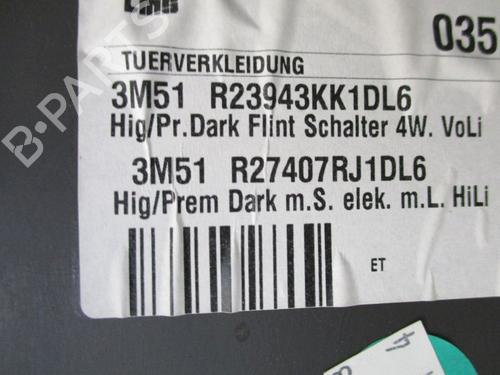 035
TUERVERKLEIDUNG
3M51 R23943KK1DL6
Hig/Pr.Dark Flint Schalter 4W. VoLi
3M51 R27407RJ1DL6
Hig/Prem Dark m.S. elek. m.L. HiLi
ET
B-PARTS